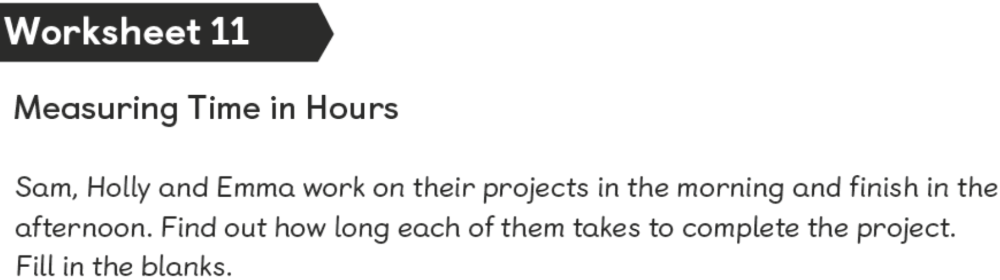 Worksheet 11
Measuring Time in Hours
Sam, Holly and Emma work on their projects in the morning and finish in the
afternoon. Find out how long each of them takes to complete the project.
Fill in the blanks.